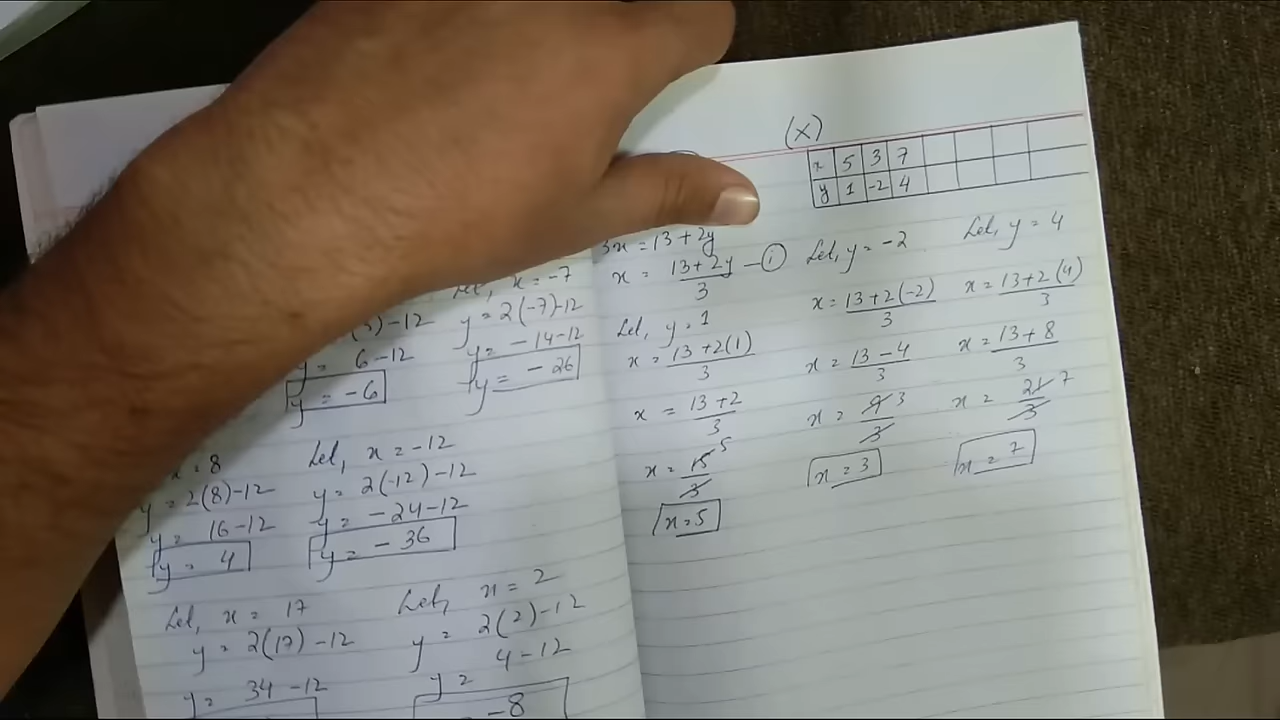 x = -7
) - 12
y = 2(-7) - 12
y = 6 - 12
y = -14 - 12
y = -6
y = -26
x = 8
Let, x = -12
y = 2(8) - 12
y = 2(-12) - 12
y = 16 - 12
y = -24 - 12
y = 4
y = -36
Let, x = 17
Let, x = 2
y = 2(17) - 12
y = 2(2) - 12
y = 34 - 12
y = 4 - 12
-8
(x)
x 5 3 7
y 1 -2 4
3x = 13 + 2y
x = 13 + 2y / 3 — (i)
Let, y = 1
x = 13 + 2(1) / 3
x = 13 + 2 / 3
x = 15 / 3 5
x = 5
Let, y = -2
x = 13 + 2(-2) / 3
x = 13 - 4 / 3
x = 9 / 3 3
x = 3
Let, y = 4
x = 13 + 2(4) / 3
x = 13 + 8 / 3
x = 21 / 3 7
x = 7